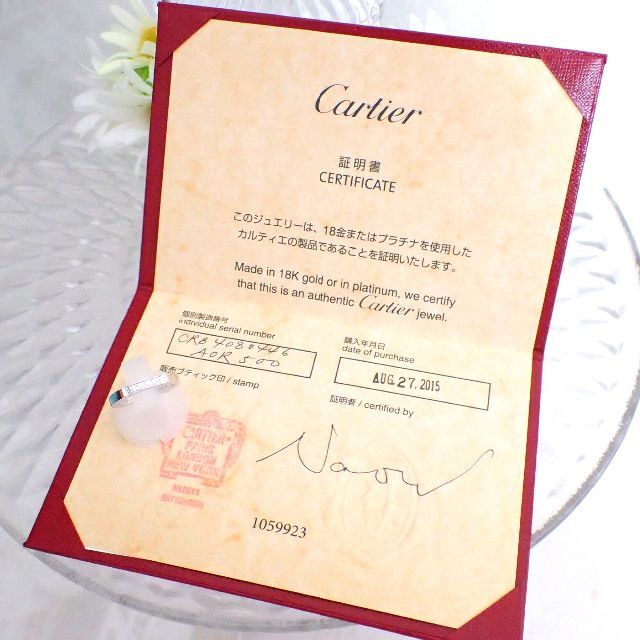 Cartier
証明書
CERTIFICATE
このジュエリーは、18金またはプラチナを使用した
カルティエの製品であることを証明いたします。
Made in 18K gold or in platinum, we certify
that this is an authentic Cartier jewel.
個別製造番号
individual serial number
CRB4080446
AOR500
購入年月日
date of purchase
AUG.27.2015
販売ブティック印 / stamp
証明者 / certified by
CARTIER
PARIS
LONDON
NEW YORK
NAGOYA
1059923